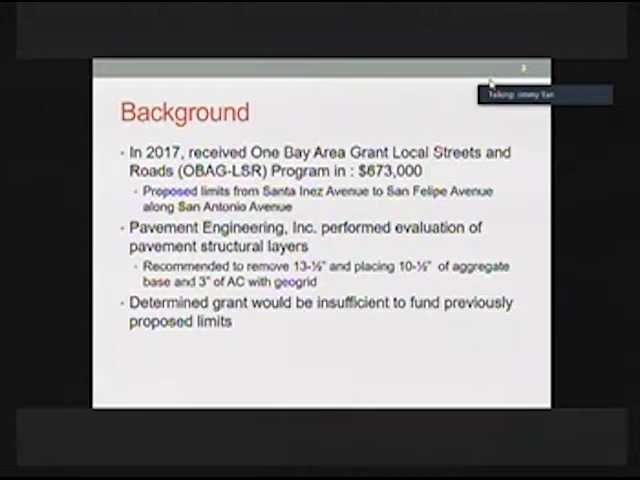 Talking: Jimmy Tan
Background
· In 2017, received One Bay Area Grant Local Streets and
Roads (OBAG-LSR) Program in : $673,000
· Proposed limits from Santa Inez Avenue to San Felipe Avenue
along San Antonio Avenue
· Pavement Engineering, Inc. performed evaluation of
pavement structural layers
· Recommended to remove 13-½" and placing 10-½" of aggregate
base and 3" of AC with geogrid
· Determined grant would be insufficient to fund previously
proposed limits